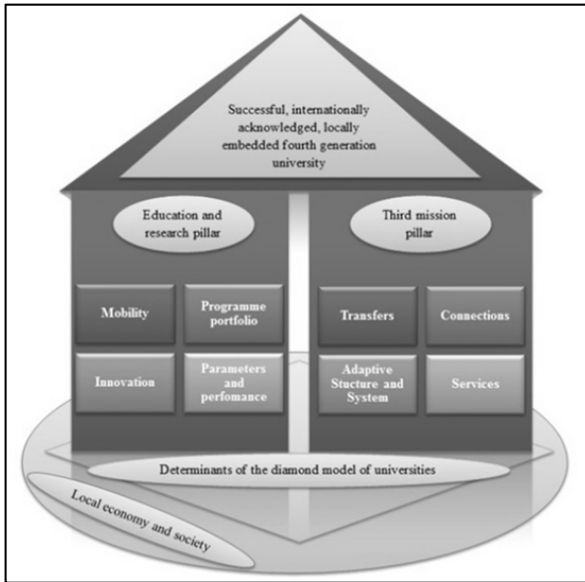 Successful, internationally
acknowledged, locally
embedded fourth generation
university
Education and
research pillar
Third mission
pillar
Mobility
Programme
portfolio
Transfers
Connections
Innovation
Parameters
and
perfomance
Adaptive
Stucture and
System
Services
Determinants of the diamond model of universities
Local economy and society